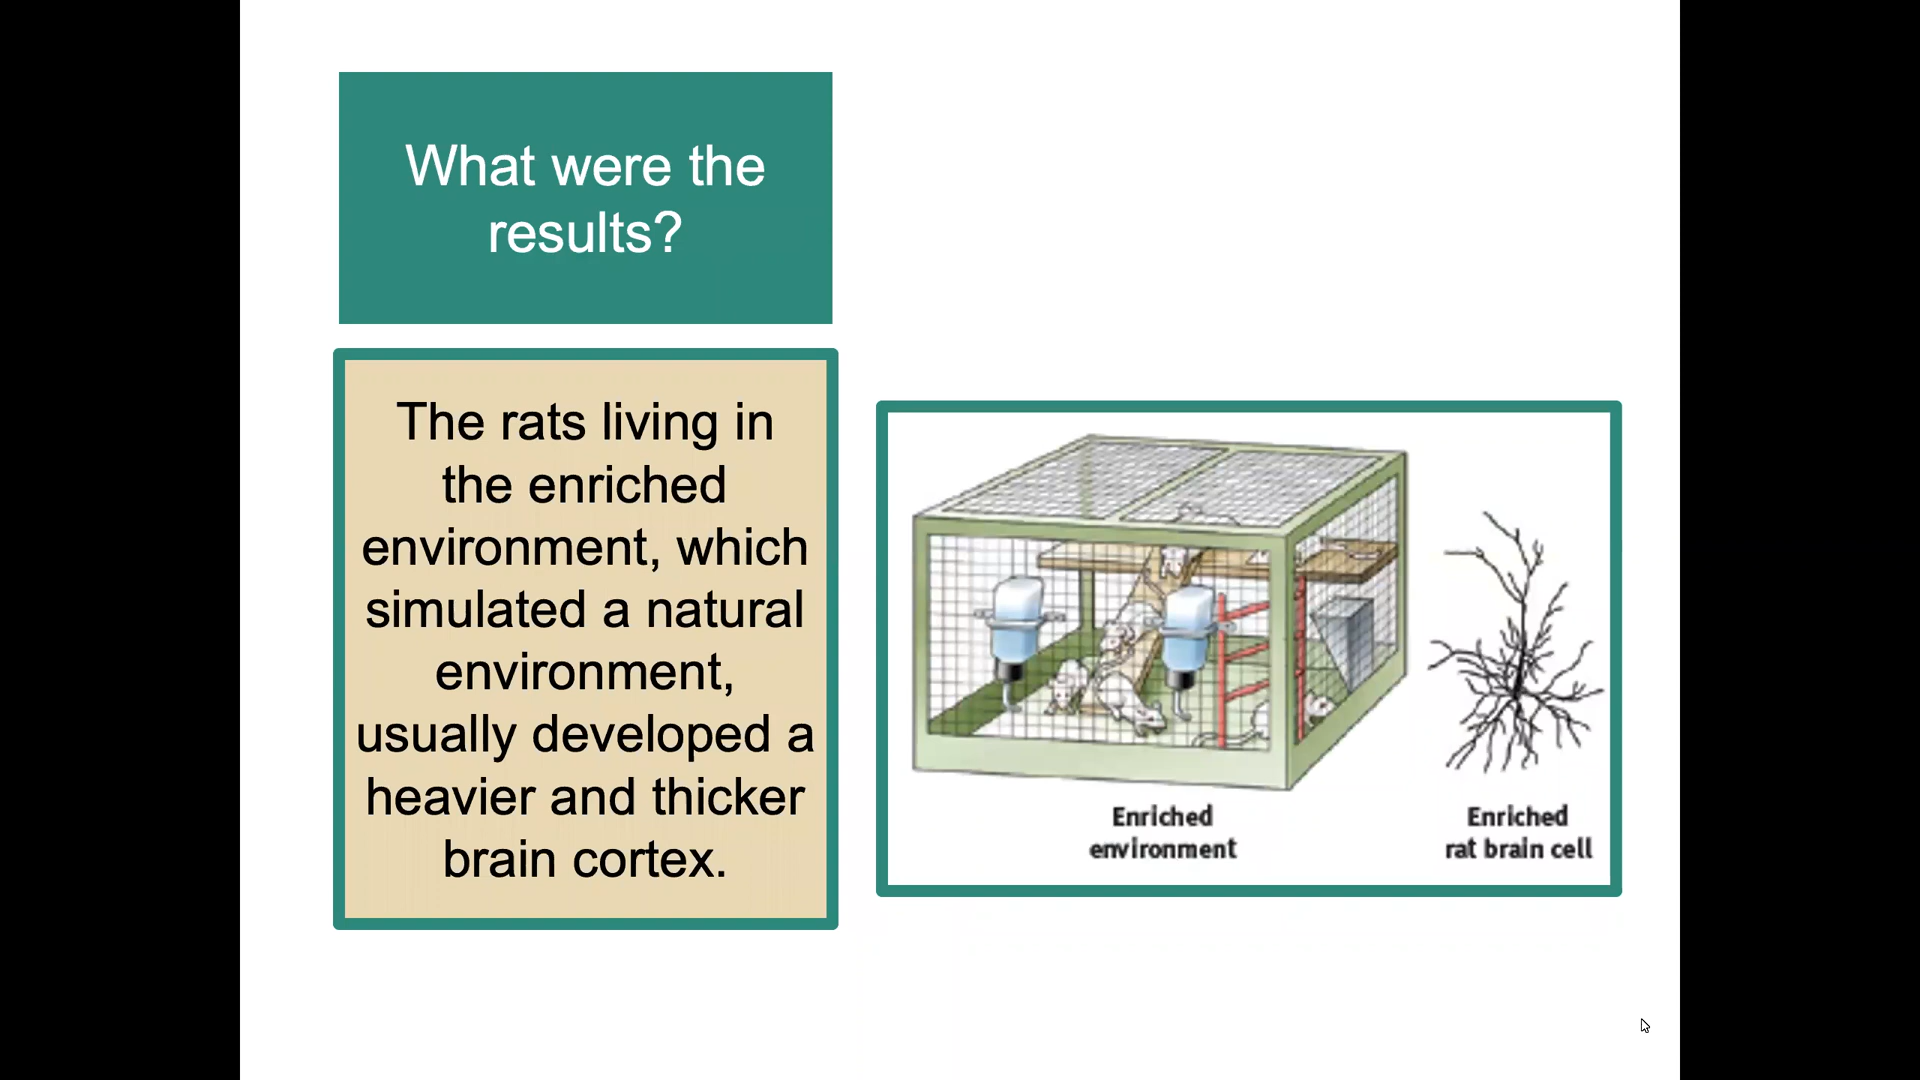 What were the
results?
The rats living in
the enriched
environment, which
simulated a natural
environment,
usually developed a
heavier and thicker
brain cortex.
Enriched
environment
Enriched
rat brain cell